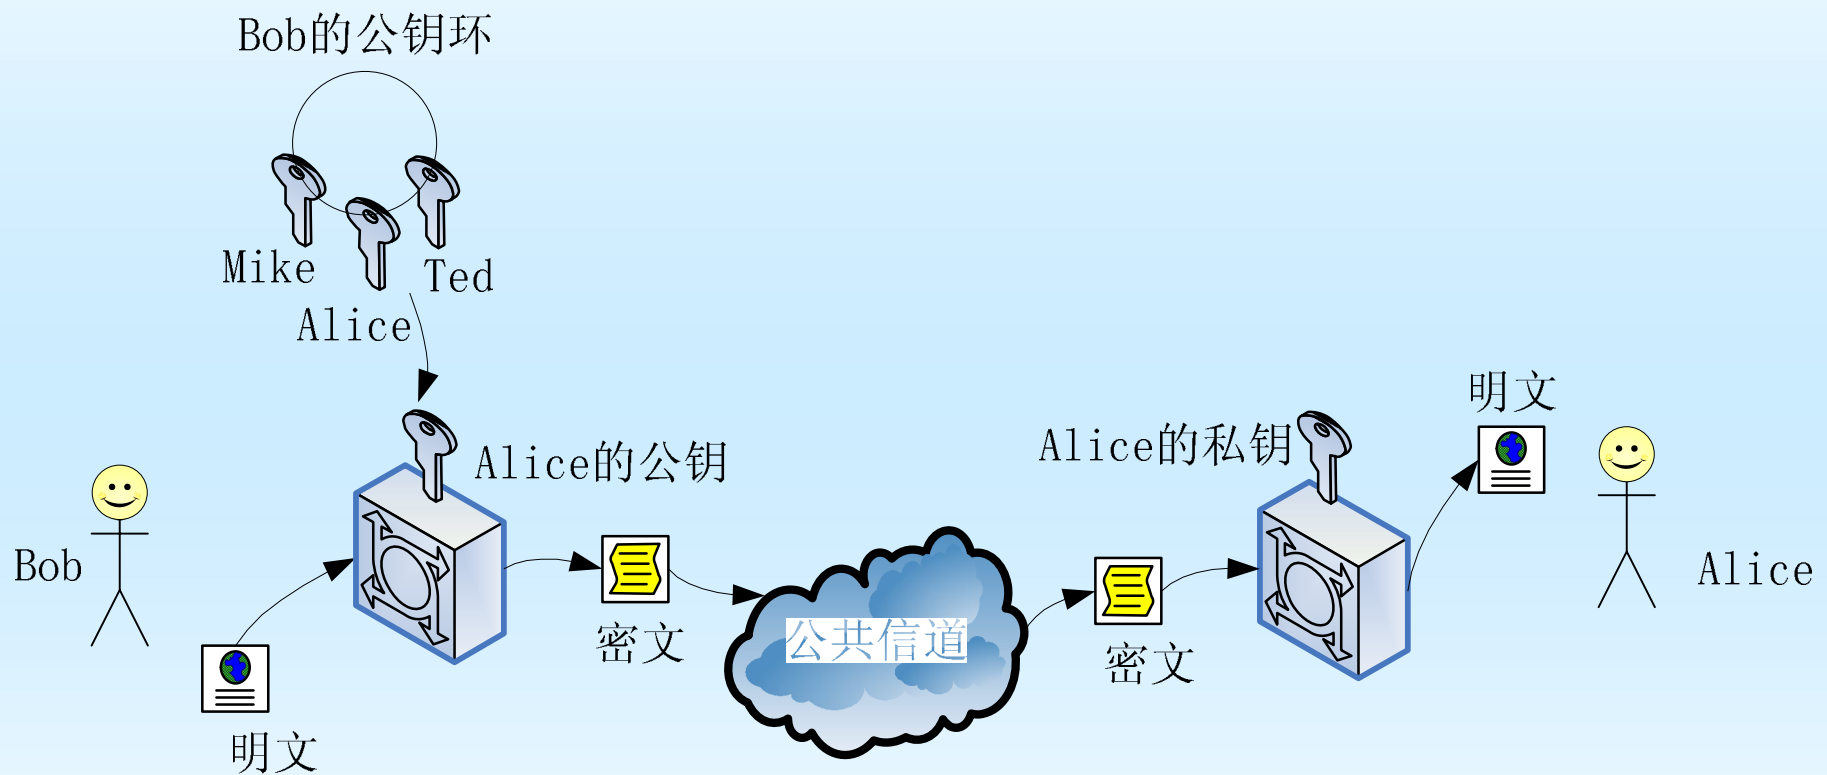 Bob的公钥环
Mike
Ted
Alice
Alice的公钥
Bob
明文
密文
公共信道
密文
Alice的私钥
明文
Alice